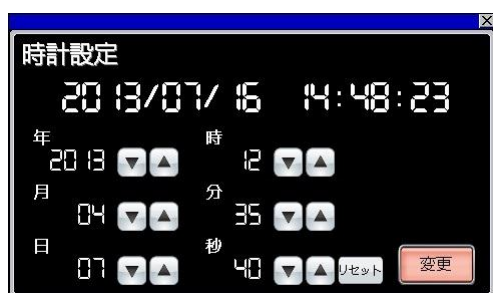 時計設定
2013/07/16 14:48:23
年 時
2013 ▼ ▲ 12 ▼ ▲
月 分
04 ▼ ▲ 35 ▼ ▲
日 秒
07 ▼ ▲ 40 ▼ ▲ リセット 変更